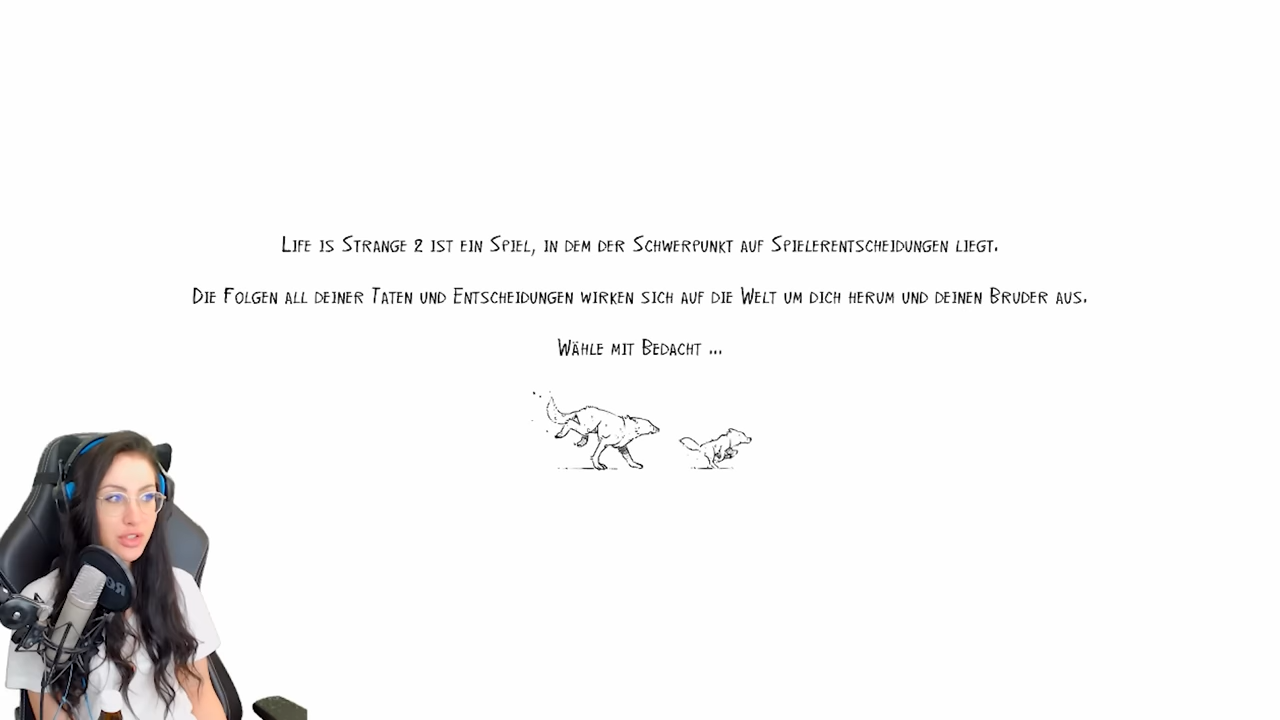 Life is Strange 2 ist ein Spiel, in dem der Schwerpunkt auf Spielerentscheidungen liegt.
Die Folgen all deiner Taten und Entscheidungen wirken sich auf die Welt um dich herum und deinen Bruder aus.
Wähle mit Bedacht ...